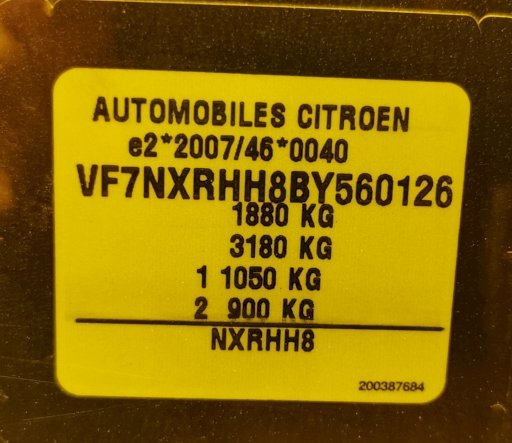 AUTOMOBILES CITROEN
e2*2007/46*0040
VF7NXRHH8BY560126
1880 KG
3180 KG
1 1050 KG
2 900 KG
NXRHH8
200387684